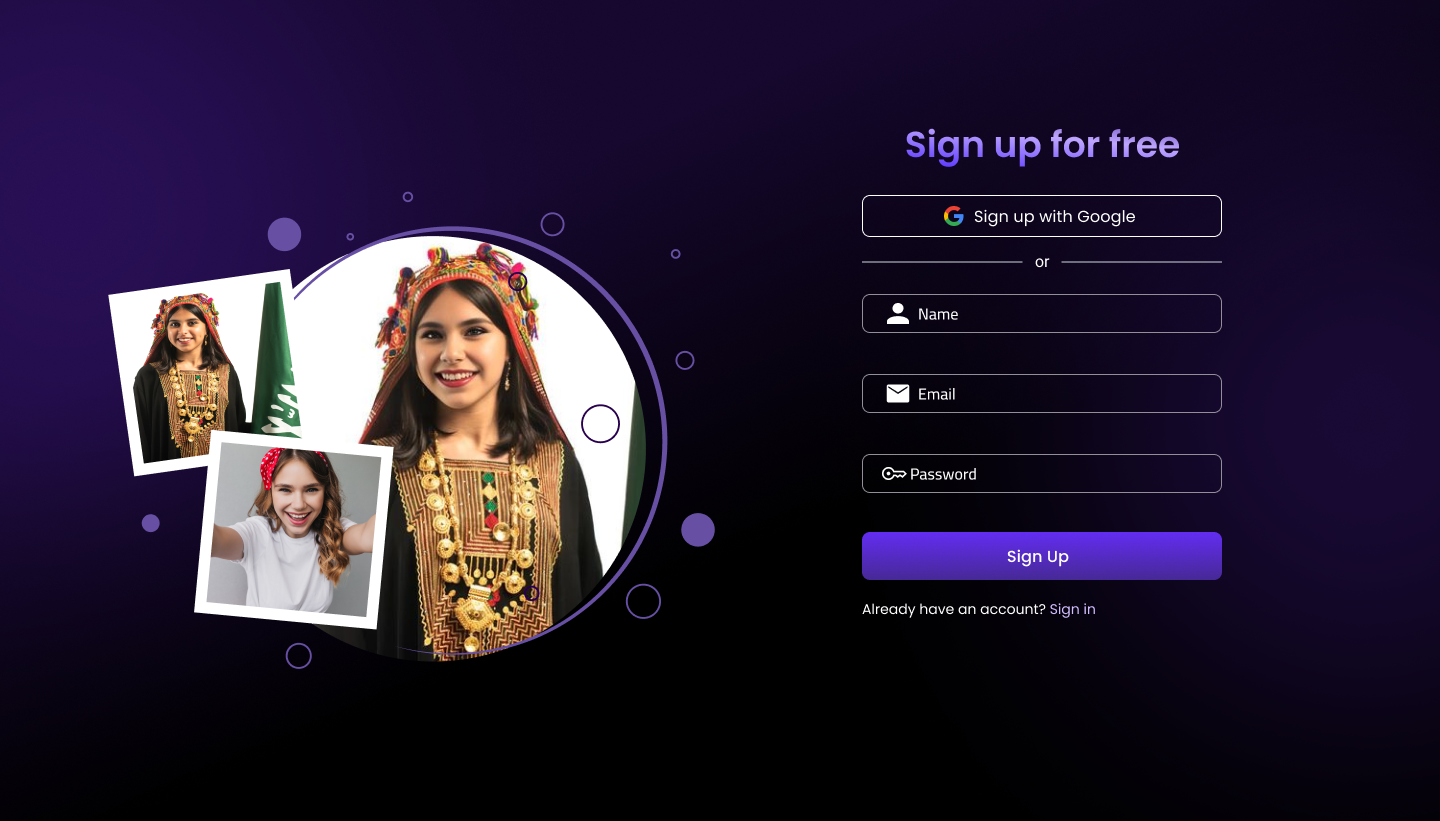 Sign up for free
Sign up with Google
or
Name
Email
Password
Sign Up
Already have an account? Sign in